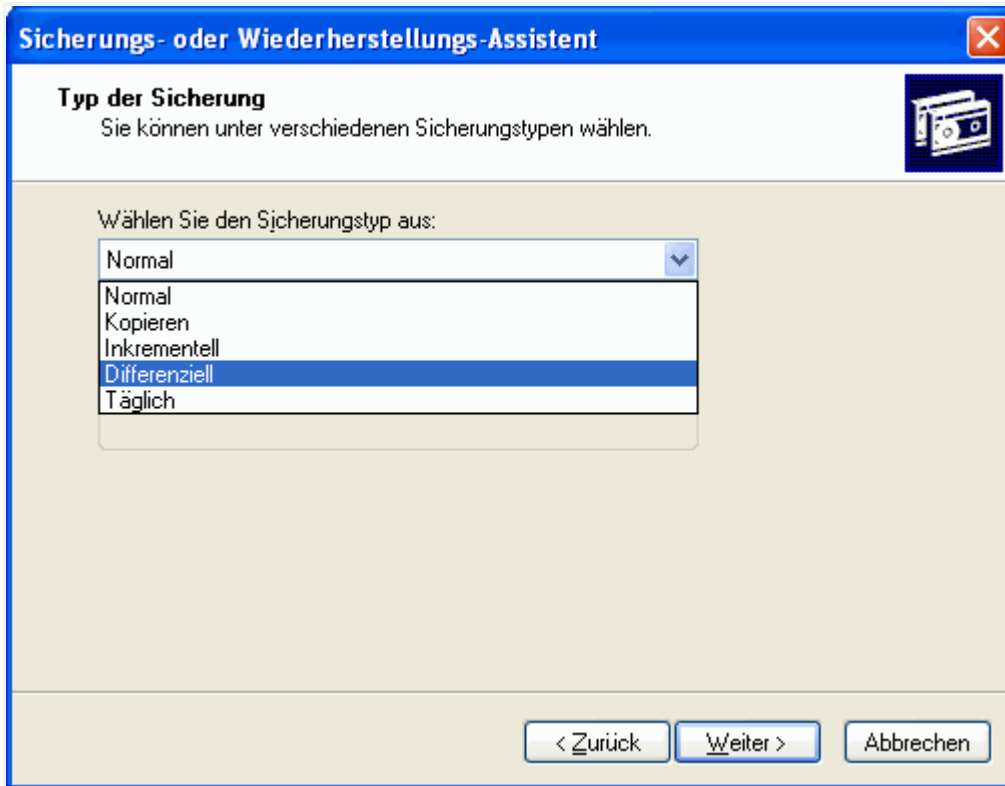 Sicherungs- oder Wiederherstellungs-Assistent
Typ der Sicherung
Sie können unter verschiedenen Sicherungstypen wählen.
Wählen Sie den Sicherungstyp aus:
Normal
Normal
Kopieren
Inkrementell
Differenziell
Täglich
< Zurück
Weiter >
Abbrechen